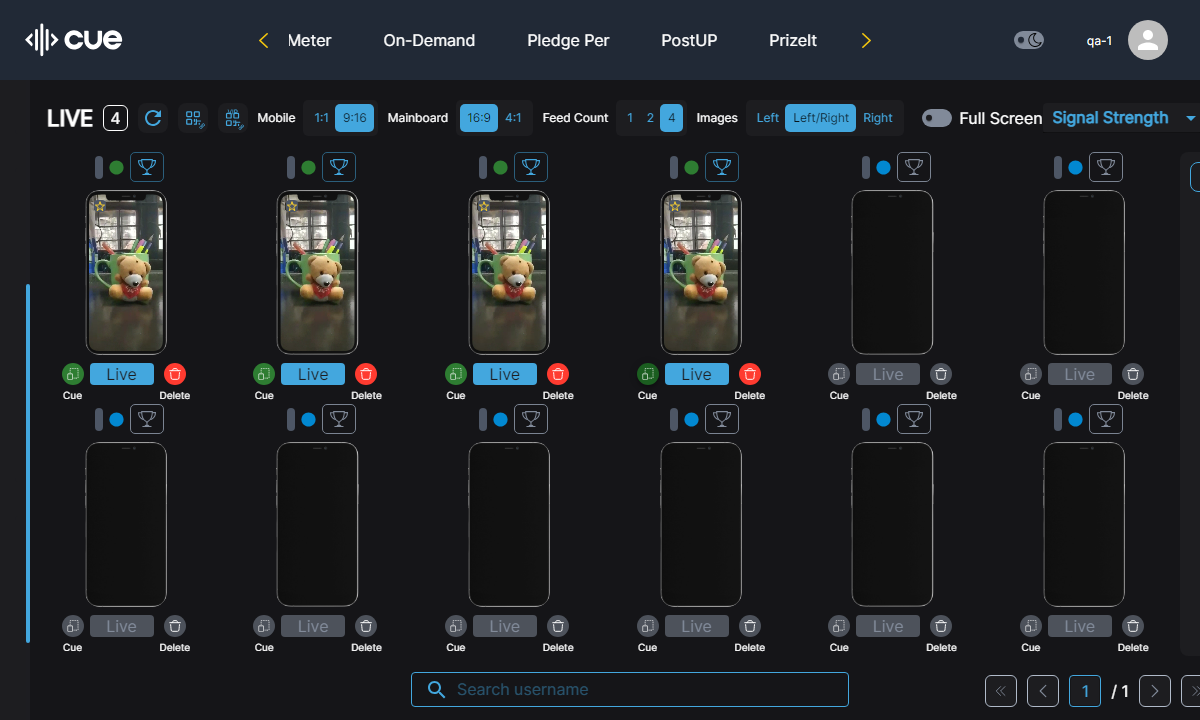 cue Meter On-Demand Pledge Per PostUP PrizeIt qa-1
LIVE 4 Mobile 1:1 9:16 Mainboard 16:9 4:1 Feed Count 1 2 4 Images Left Left/Right Right Full Screen Signal Strength
Live Live Live Live Live Live
Cue Delete Cue Delete Cue Delete Cue Delete Cue Delete Cue Delete
Live Live Live Live Live Live
Cue Delete Cue Delete Cue Delete Cue Delete Cue Delete Cue Delete
Search username 1 / 1